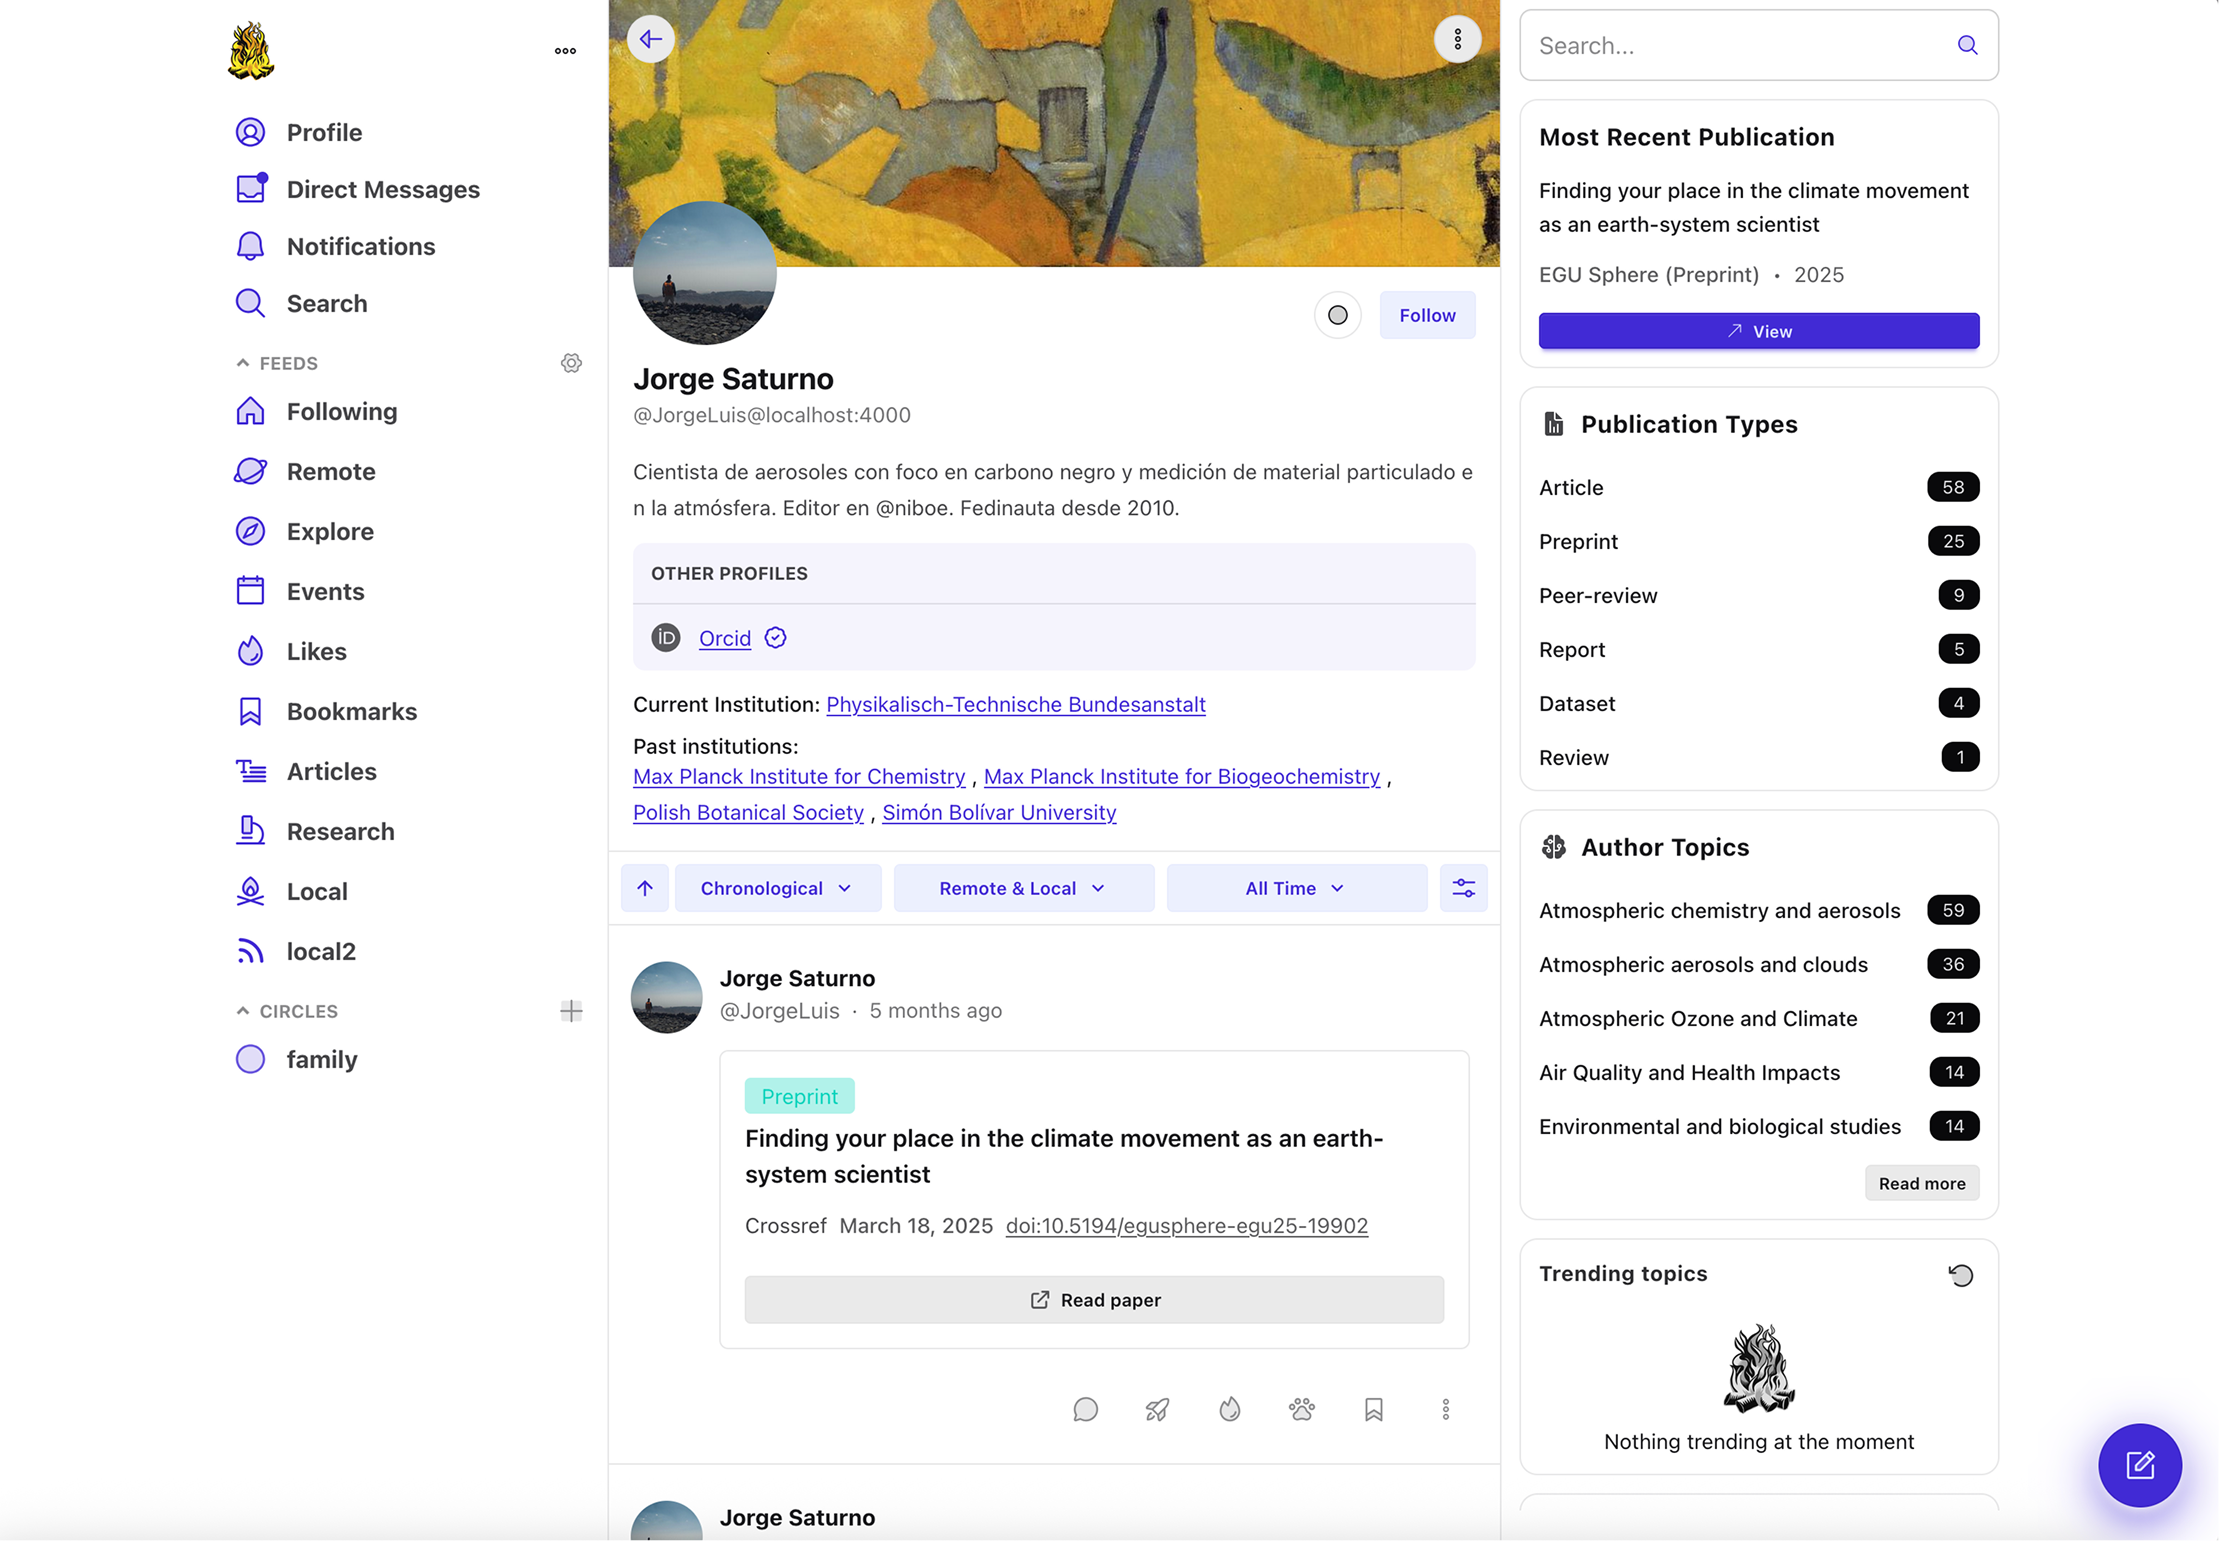 Profile
Direct Messages
Notifications
Search
FEEDS
Following
Remote
Explore
Events
Likes
Bookmarks
Articles
Research
Local
local2
CIRCLES
family
Follow
Jorge Saturno
@JorgeLuis@localhost:4000
Cientista de aerosoles con foco en carbono negro y medición de material particulado e
n la atmósfera. Editor en @niboe. Fedinauta desde 2010.
OTHER PROFILES
iD Orcid
Current Institution: Physikalisch-Technische Bundesanstalt
Past institutions:
Max Planck Institute for Chemistry , Max Planck Institute for Biogeochemistry ,
Polish Botanical Society , Simón Bolívar University
Chronological Remote & Local All Time
Jorge Saturno
@JorgeLuis · 5 months ago
Preprint
Finding your place in the climate movement as an earth-
system scientist
Crossref March 18, 2025 doi:10.5194/egusphere-egu25-19902
Read paper
Jorge Saturno
Search...
Most Recent Publication
Finding your place in the climate movement
as an earth-system scientist
EGU Sphere (Preprint) • 2025
View
Publication Types
Article 58
Preprint 25
Peer-review 9
Report 5
Dataset 4
Review 1
Author Topics
Atmospheric chemistry and aerosols 59
Atmospheric aerosols and clouds 36
Atmospheric Ozone and Climate 21
Air Quality and Health Impacts 14
Environmental and biological studies 14
Read more
Trending topics
Nothing trending at the moment